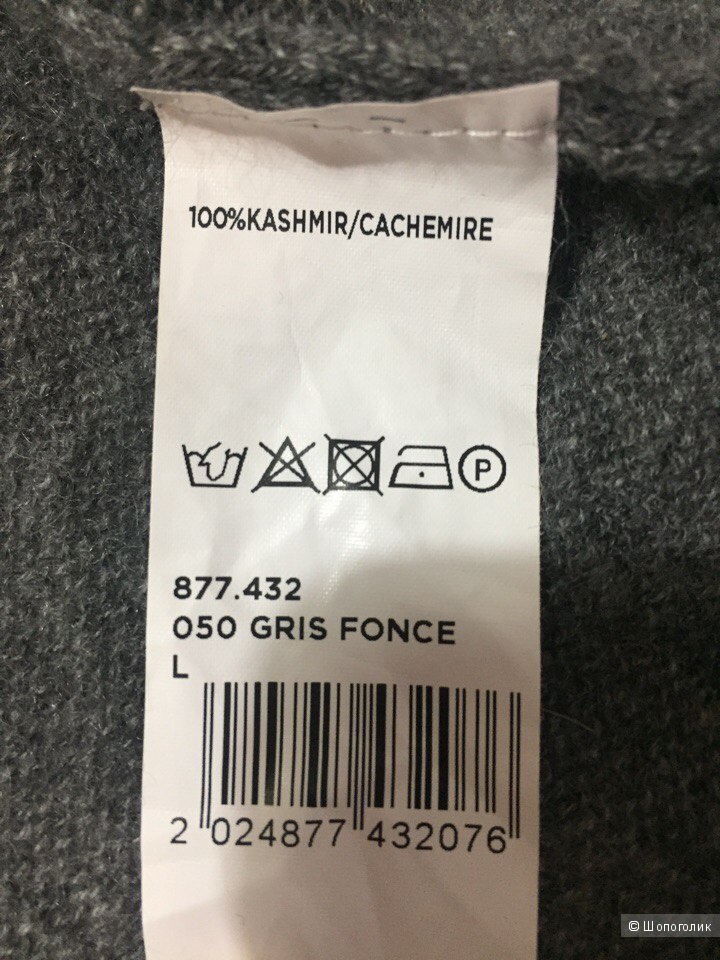 100%KASHMIR/CACHEMIRE
P
877.432
050 GRIS FONCE
L
2 024877 432076
© Шопоголик